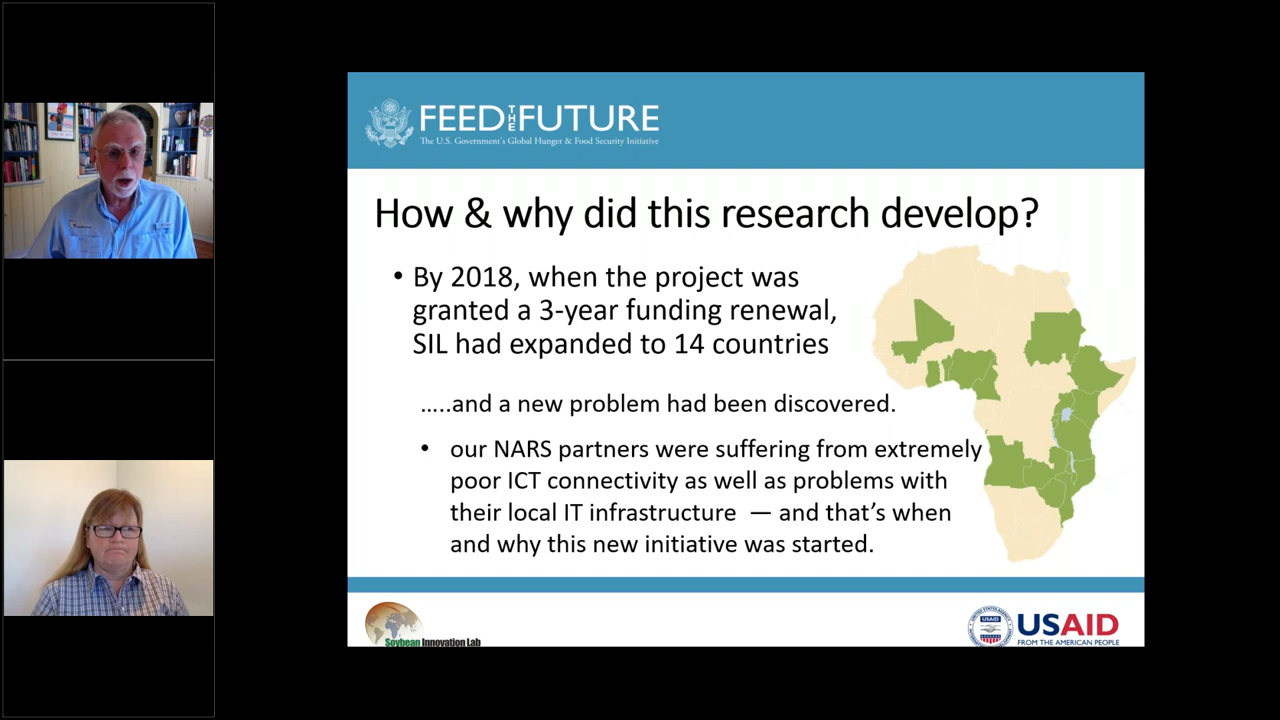 FEED THE FUTURE
The U.S. Government's Global Hunger & Food Security Initiative
How & why did this research develop?
• By 2018, when the project was
granted a 3-year funding renewal,
SIL had expanded to 14 countries
…..and a new problem had been discovered.
• our NARS partners were suffering from extremely
poor ICT connectivity as well as problems with
their local IT infrastructure — and that's when
and why this new initiative was started.
Soybean Innovation Lab
USAID
USAID
FROM THE AMERICAN PEOPLE